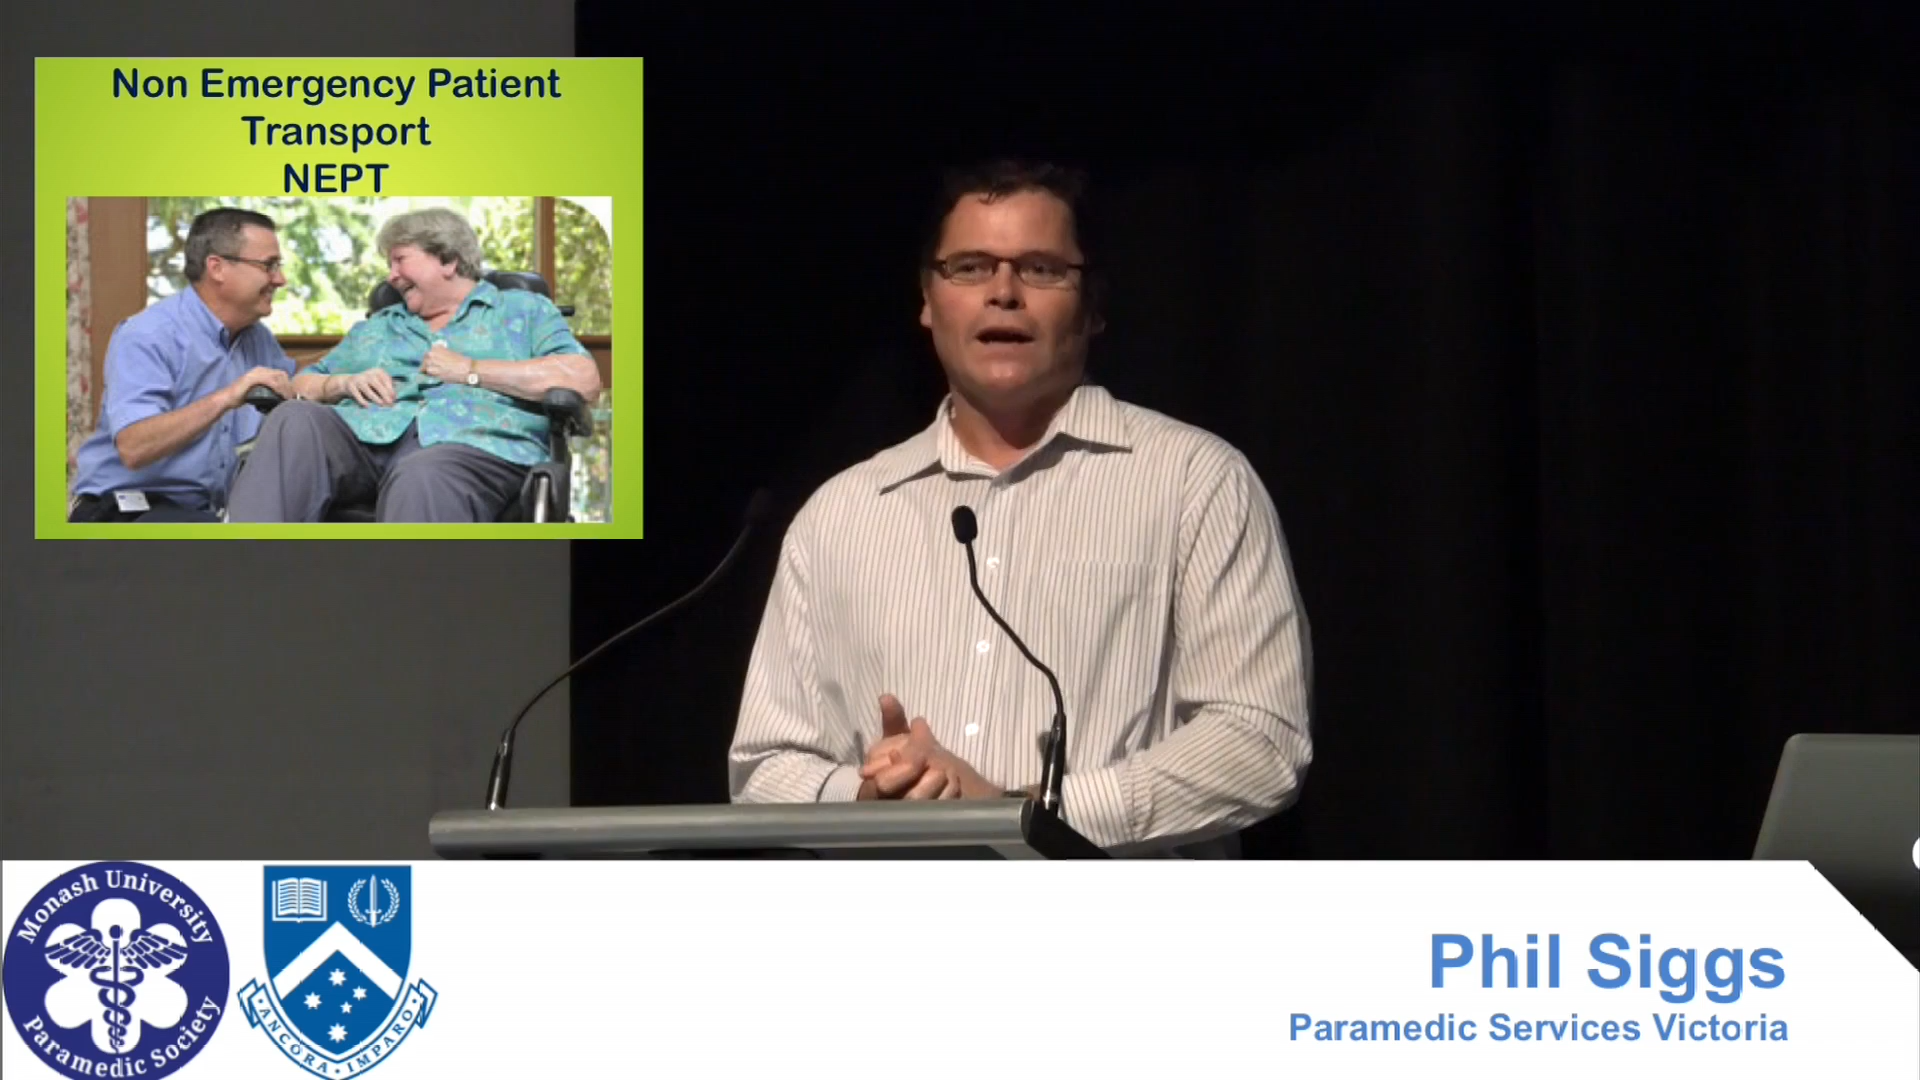 Non Emergency Patient
Transport
NEPT
Monash University
Paramedic Society
ANCORA IMPARO
Phil Siggs
Paramedic Services Victoria